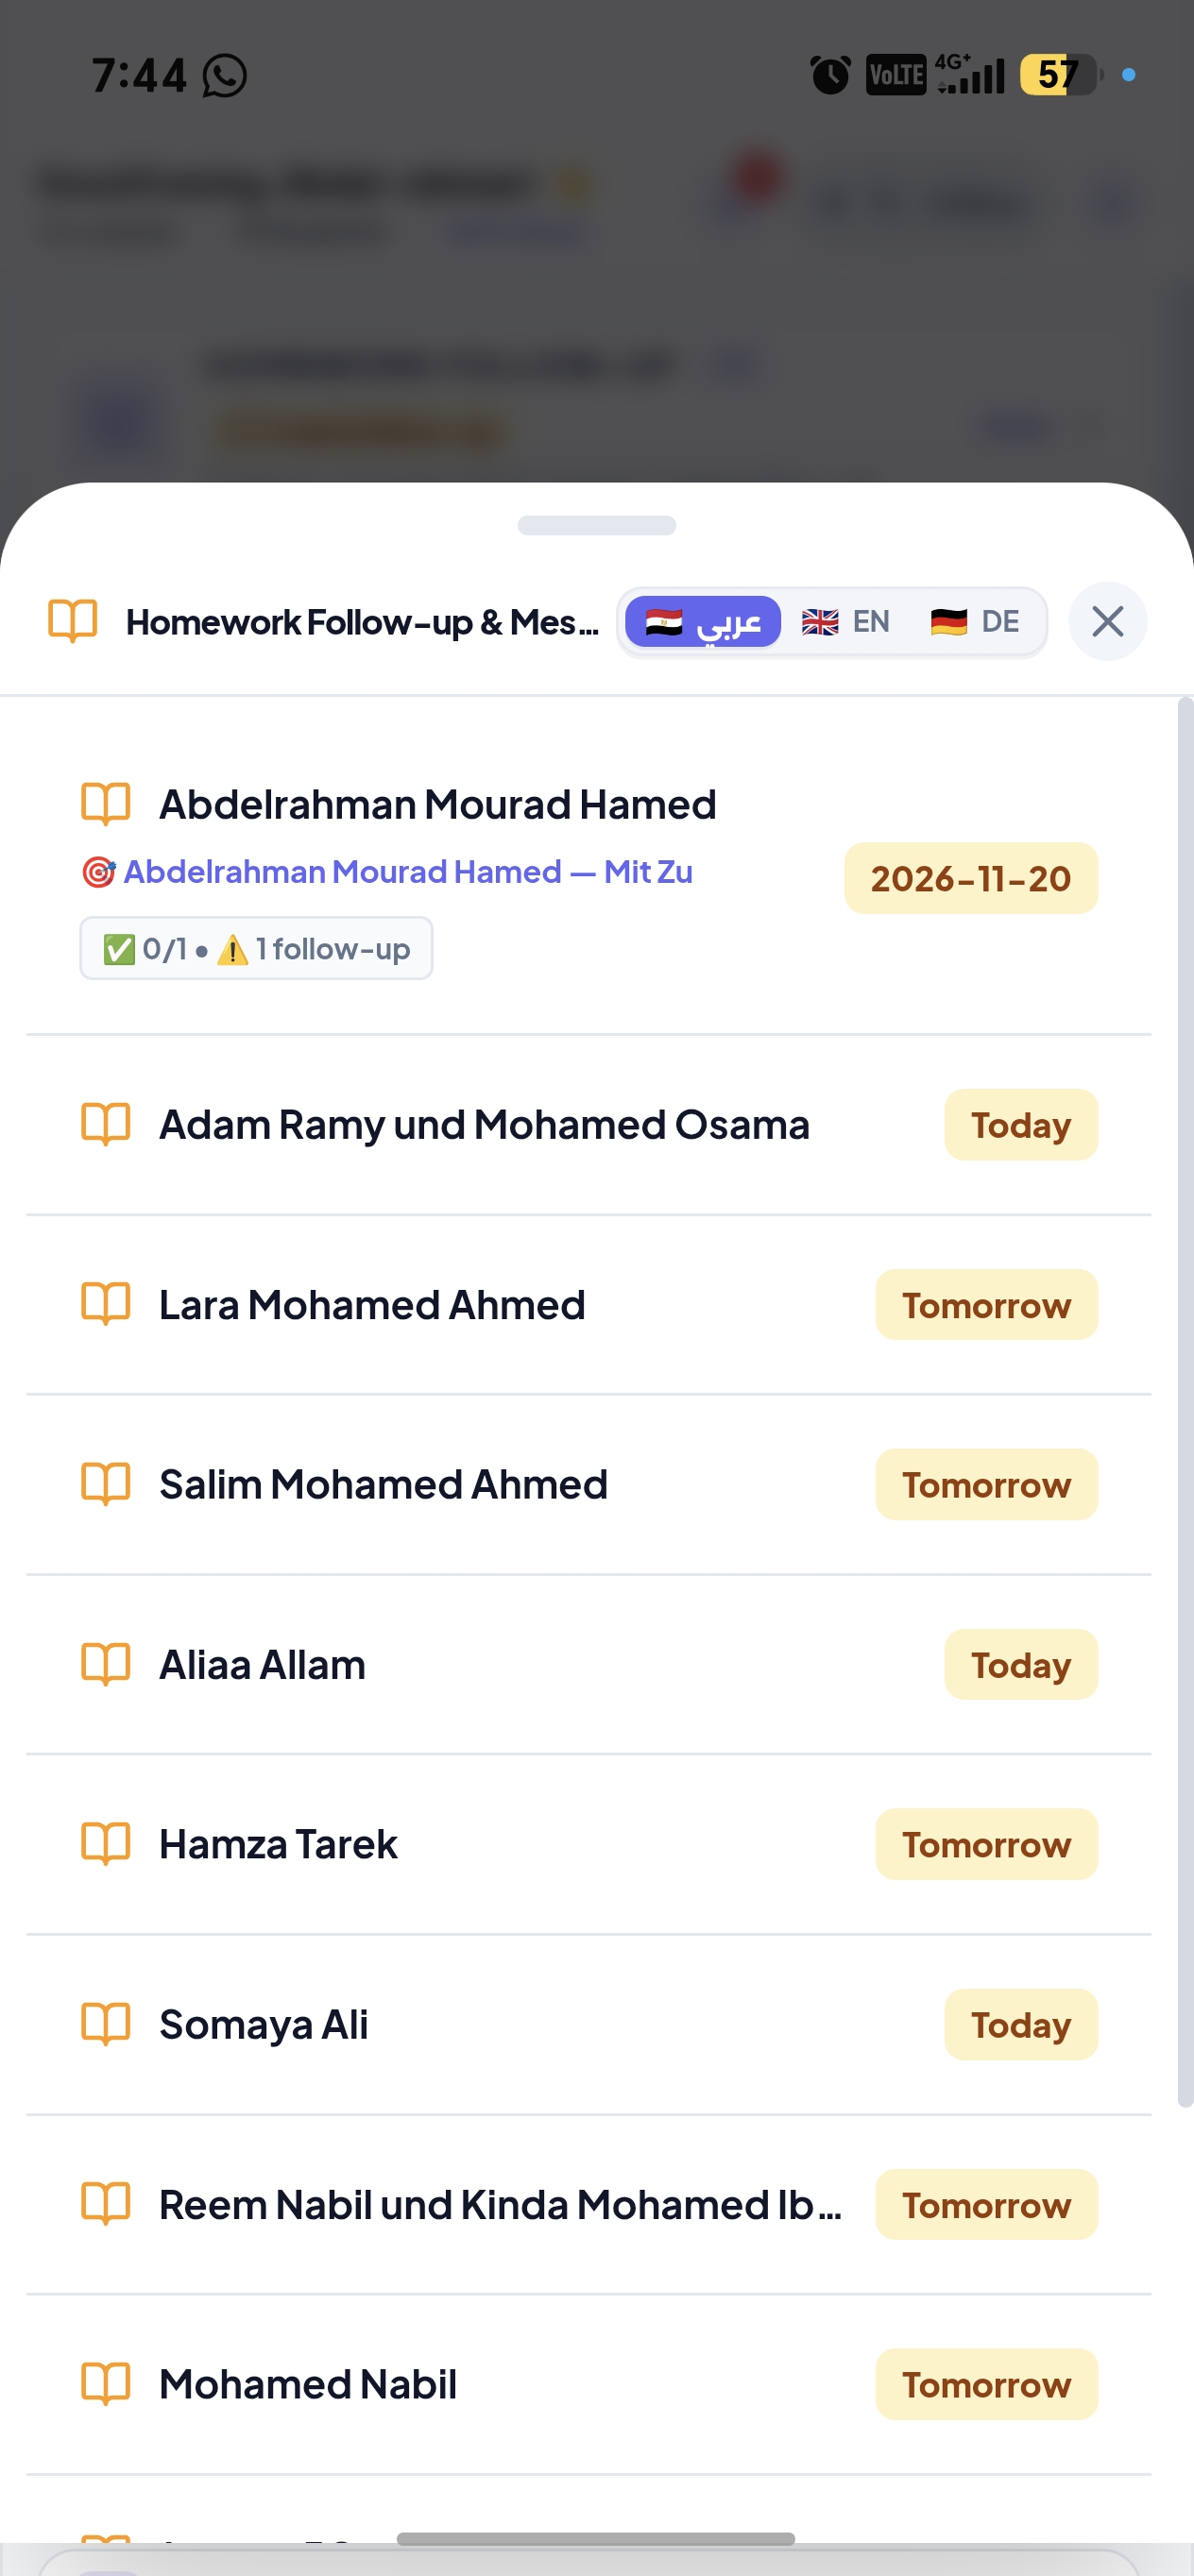 7:44 VoLTE 4G+ 57
Homework Follow-up & Mes... عربي EN DE
Abdelrahman Mourad Hamed
Abdelrahman Mourad Hamed — Mit Zu
2026-11-20
0/1 • 1 follow-up
Adam Ramy und Mohamed Osama Today
Lara Mohamed Ahmed Tomorrow
Salim Mohamed Ahmed Tomorrow
Aliaa Allam Today
Hamza Tarek Tomorrow
Somaya Ali Today
Reem Nabil und Kinda Mohamed Ib... Tomorrow
Mohamed Nabil Tomorrow